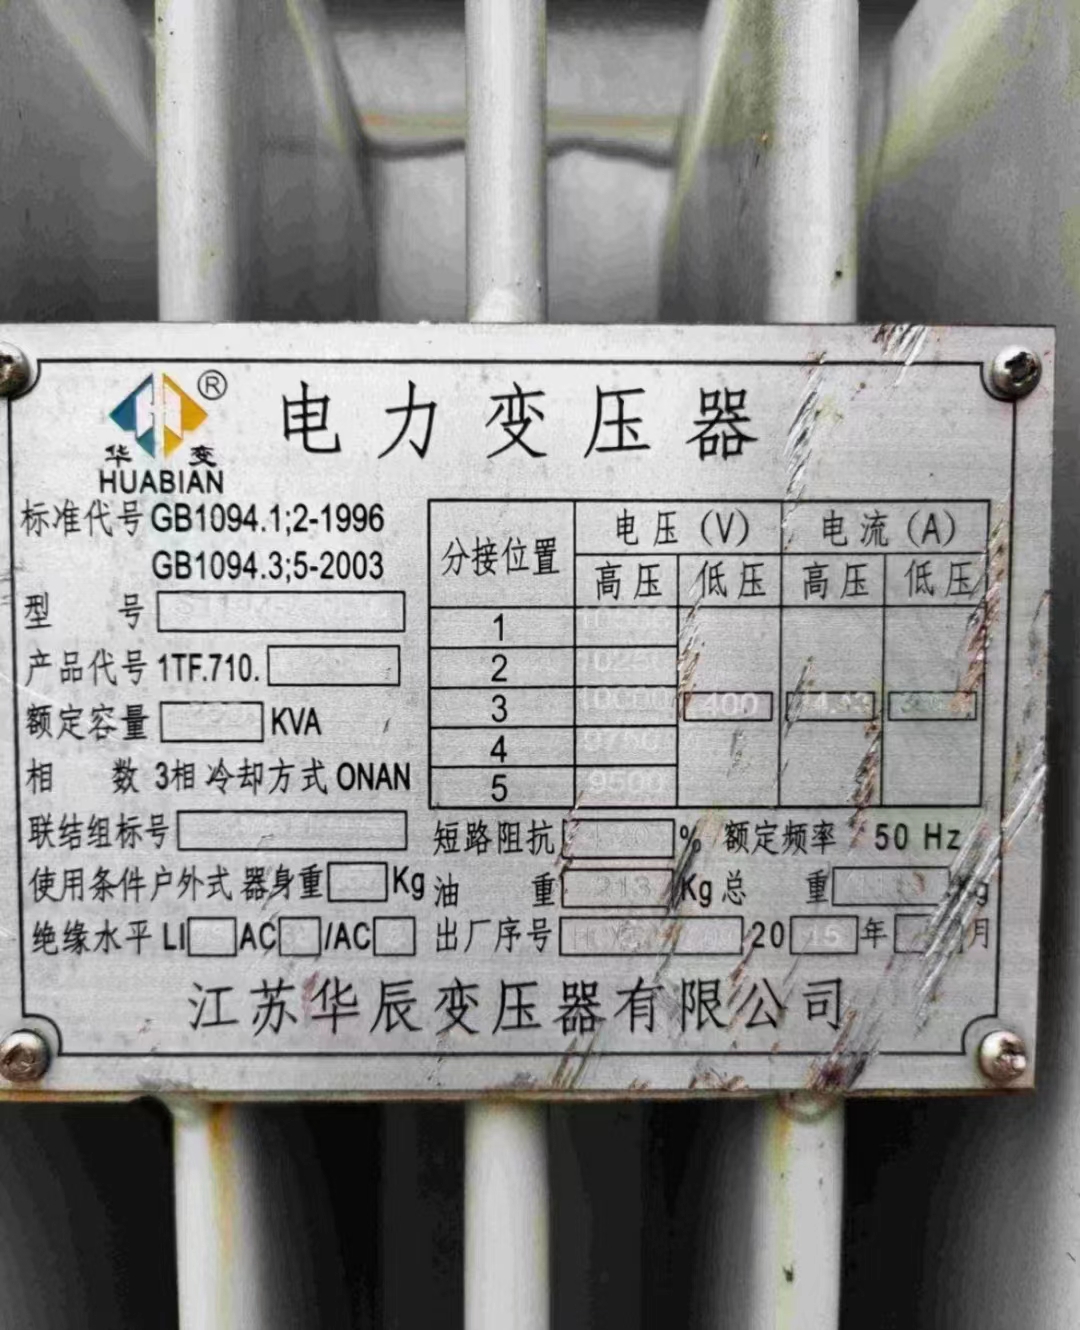 ®
华 变
HUABIAN
电力变压器
标准代号 GB1094.1;2-1996
GB1094.3;5-2003
型 号
产品代号 1TF.710.
额定容量 KVA
相 数 3相 冷却方式 ONAN
联结组标号
使用条件 户外式 器身重 Kg
绝缘水平 LI AC /AC
分接位置 电压(V) 电流(A)
高压 低压 高压 低压
1
2
3 10000 400
4
5 9500
短路阻抗 % 额定频率 50 Hz
油 重 213 Kg 总 重 Kg
出厂序号 20 15 年 月
江苏华辰变压器有限公司